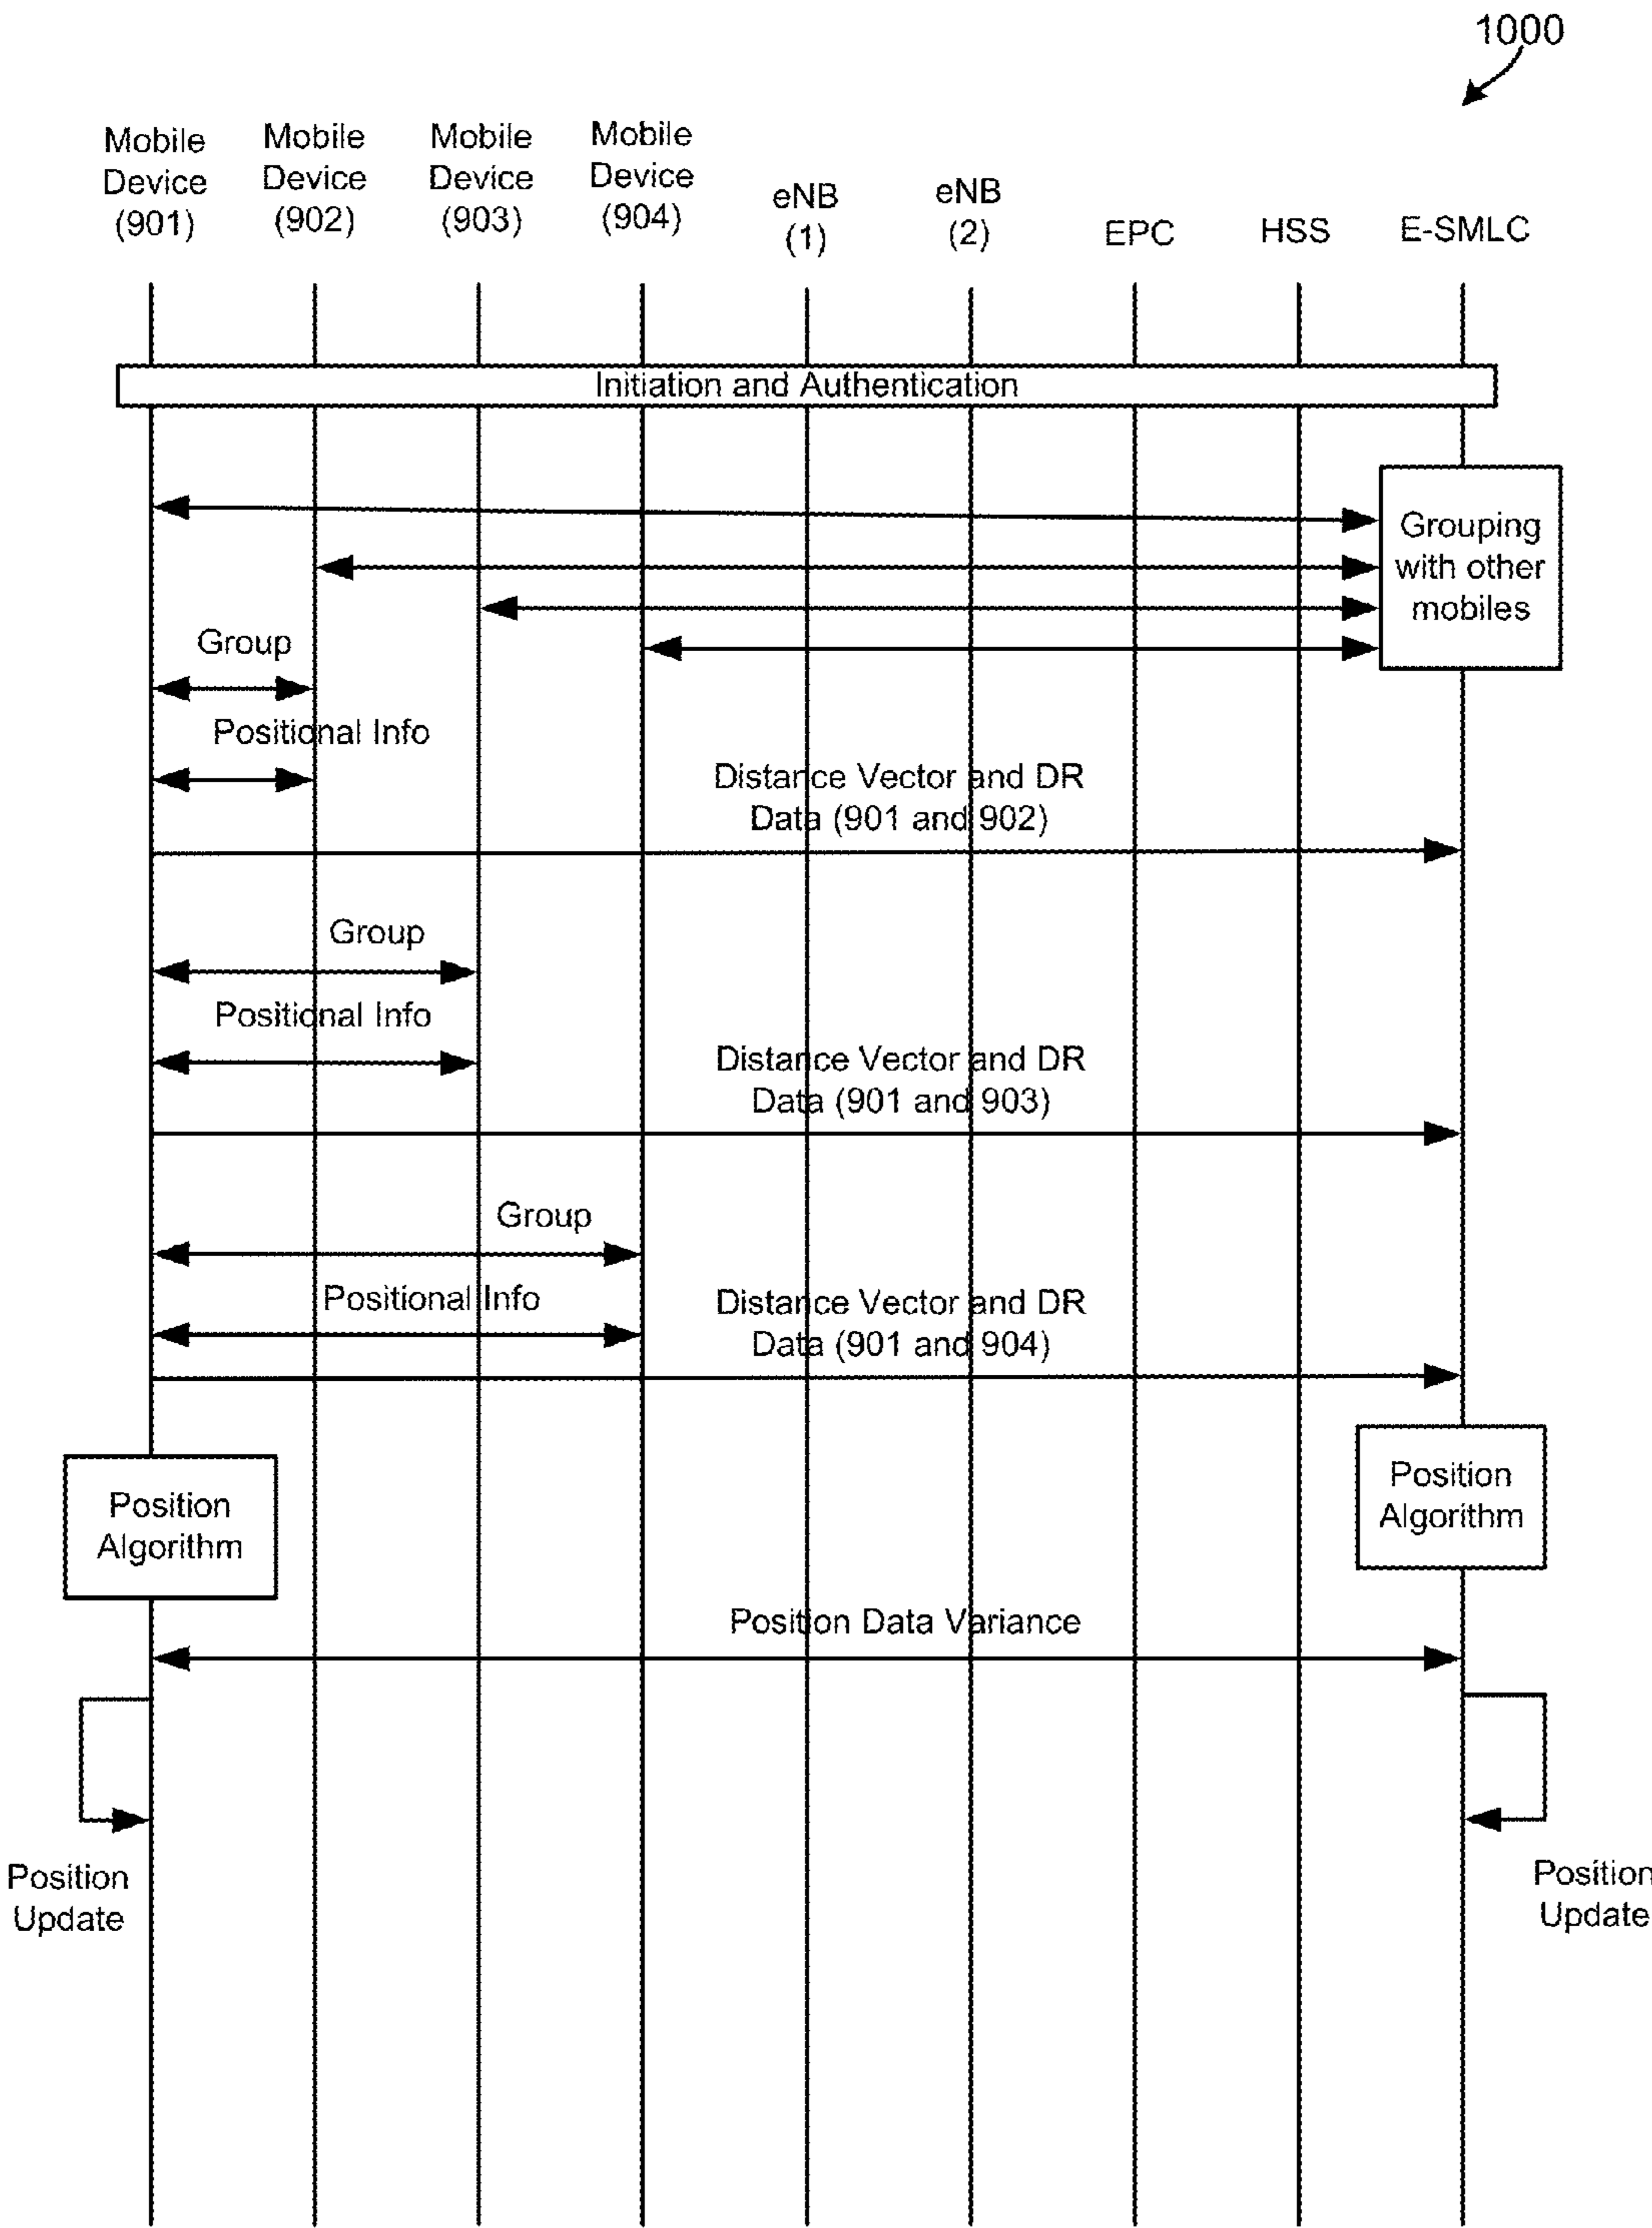 1000
Mobile
Device
(901)
Mobile
Device
(902)
Mobile
Device
(903)
Mobile
Device
(904)
eNB
(1)
eNB
(2)
EPC
HSS
E-SMLC
Initiation and Authentication
Grouping
with other
mobiles
Group
Positional Info
Distance Vector and DR
Data (901 and 902)
Group
Positional Info
Distance Vector and DR
Data (901 and 903)
Group
Positional Info
Distance Vector and DR
Data (901 and 904)
Position
Algorithm
Position
Algorithm
Position Data Variance
Position
Update
Position
Update